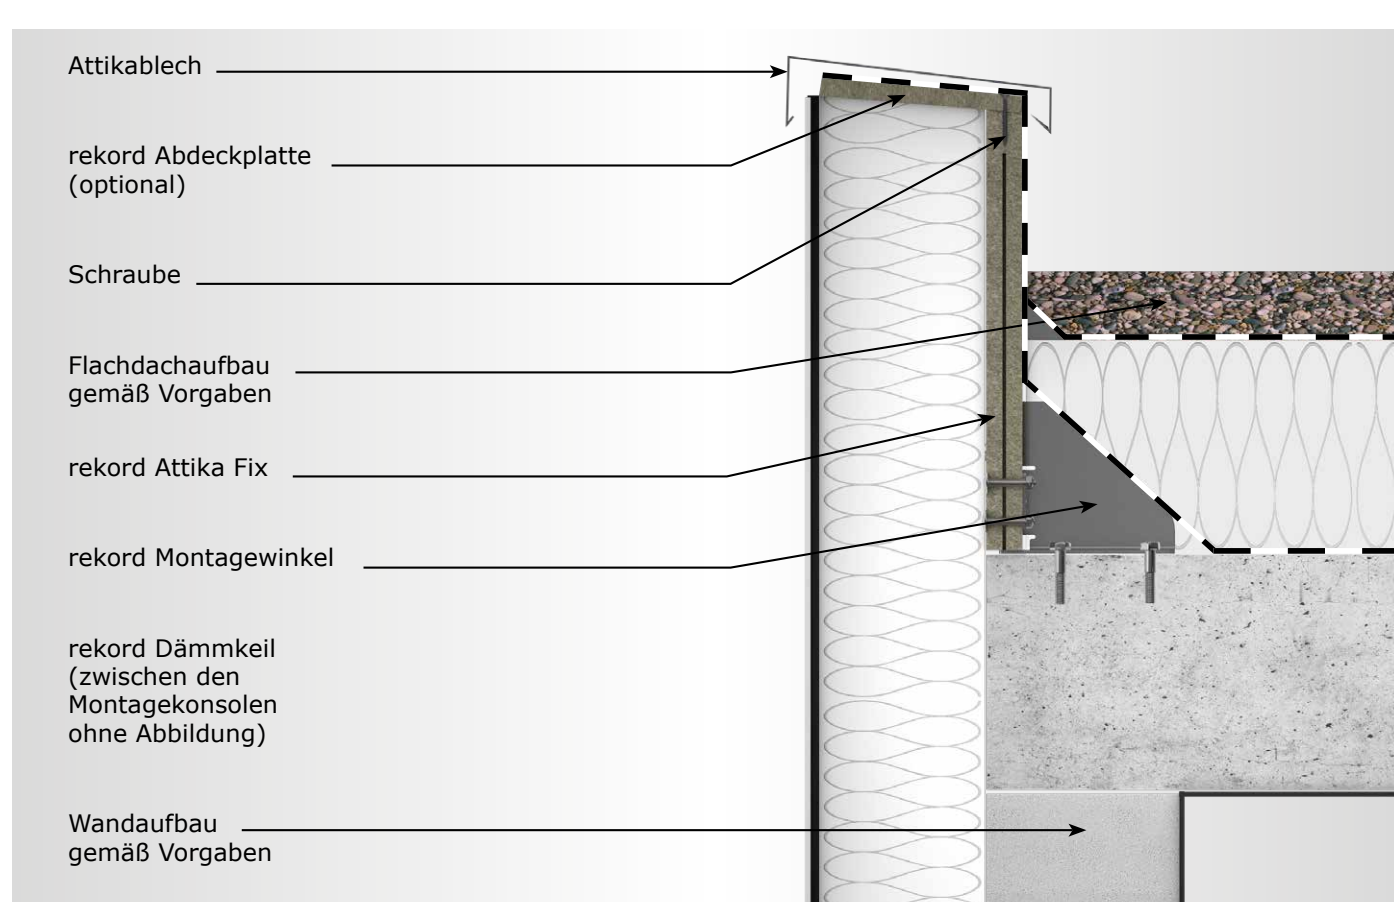 Attikablech
rekord Abdeckplatte
(optional)
Schraube
Flachdachaufbau
gemäß Vorgaben
rekord Attika Fix
rekord Montagewinkel
rekord Dämmkeil
(zwischen den
Montagekonsolen
ohne Abbildung)
Wandaufbau
gemäß Vorgaben